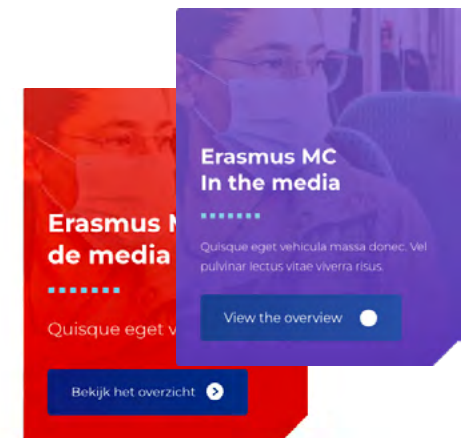 Erasmus MC
In the media
Quisque eget vehicula massa donec. Vel
pulvinar lectus vitae viverra risus.
View the overview
Erasmus
de media
Quisque eget
Bekijk het overzicht